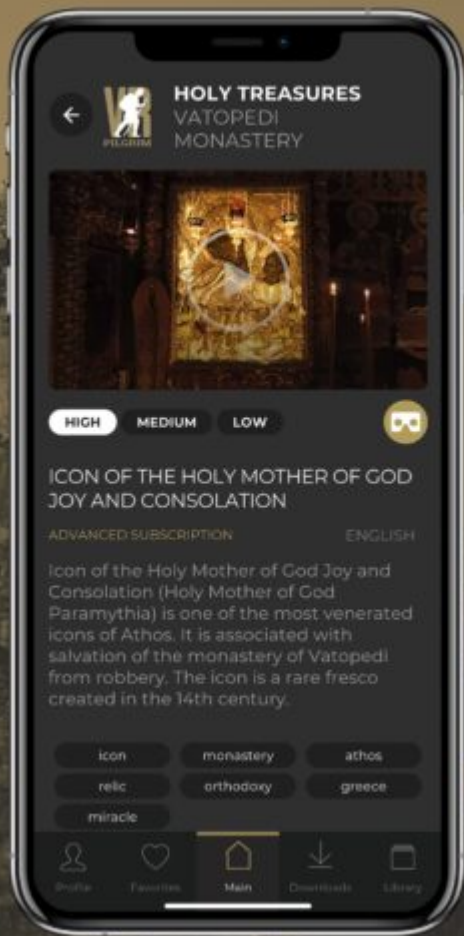 VR
PILGRIM
HOLY TREASURES
VATOPEDI
MONASTERY
HIGH MEDIUM LOW
ICON OF THE HOLY MOTHER OF GOD
JOY AND CONSOLATION
ADVANCED SUBSCRIPTION ENGLISH
Icon of the Holy Mother of God Joy and
Consolation (Holy Mother of God
Paramythia) is one of the most venerated
icons of Athos. It is associated with
salvation of the monastery of Vatopedi
from robbery. The icon is a rare fresco
created in the 14th century.
icon monastery athos
relic orthodoxy greece
miracle
Profile Favorites Main Downloads Library